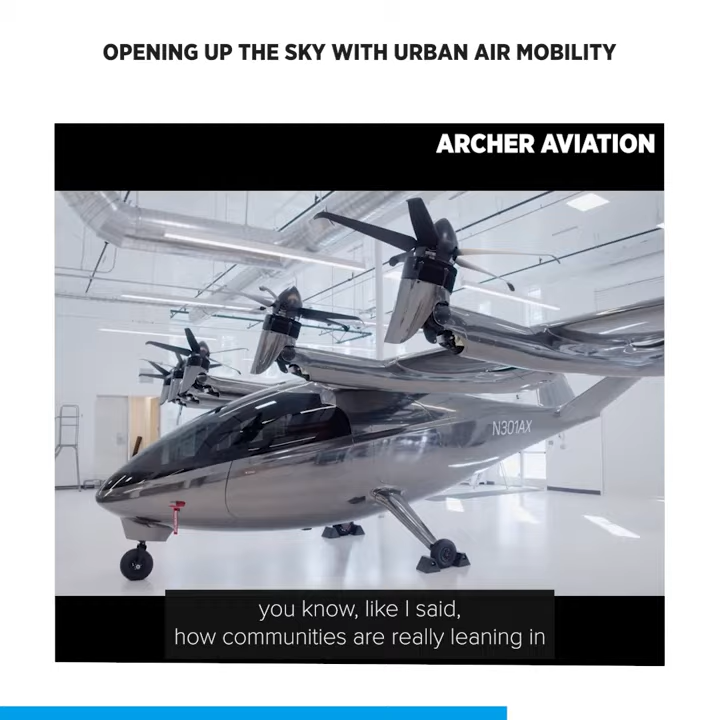 OPENING UP THE SKY WITH URBAN AIR MOBILITY
ARCHER AVIATION
N301AX
you know, like I said,
how communities are really leaning in